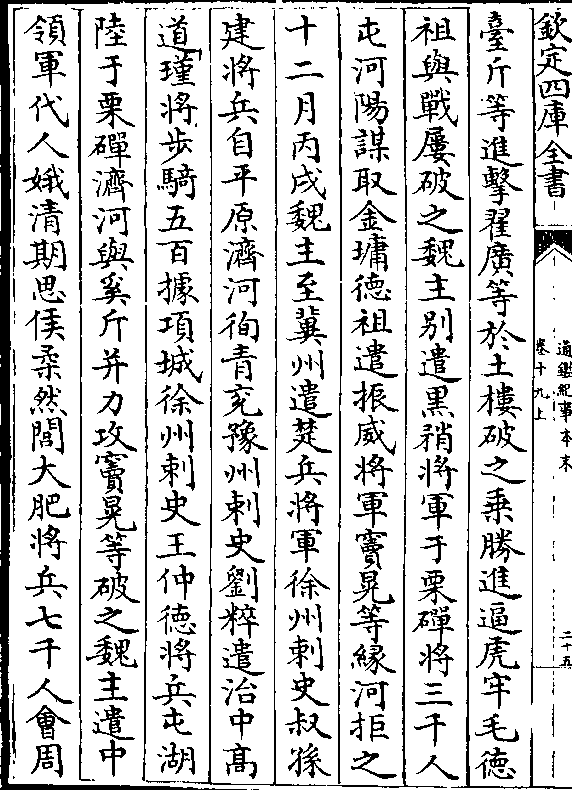 欽定四庫全書
通鑑紀事本末
卷十九上
二十五
臺斤等進擊翟廣等於土樓破之乘勝進逼虎牢毛德
祖與戰屢破之魏主别遣黑矟將軍于栗磾將三千人
屯河陽謀取金墉德祖遣振威將軍竇晃等緣河拒之
十二月丙戌魏主至冀州遣楚兵將軍徐州刺史叔孫
建將兵自平原濟河徇青兖豫州刺史劉粹遣治中高
道瑾將步騎五百據項城徐州刺史王仲德將兵屯湖
陸于栗磾濟河與奚斤并力攻竇晃等破之魏主遣中
領軍代人娥清期思侯柔然閭大肥將兵七千人會周